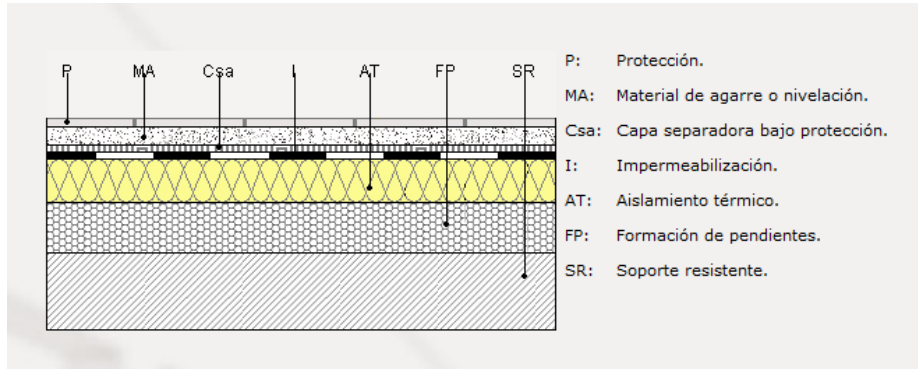 P MA Csa I AT FP SR
P: Protección.
MA: Material de agarre o nivelación.
Csa: Capa separadora bajo protección.
I: Impermeabilización.
AT: Aislamiento térmico.
FP: Formación de pendientes.
SR: Soporte resistente.